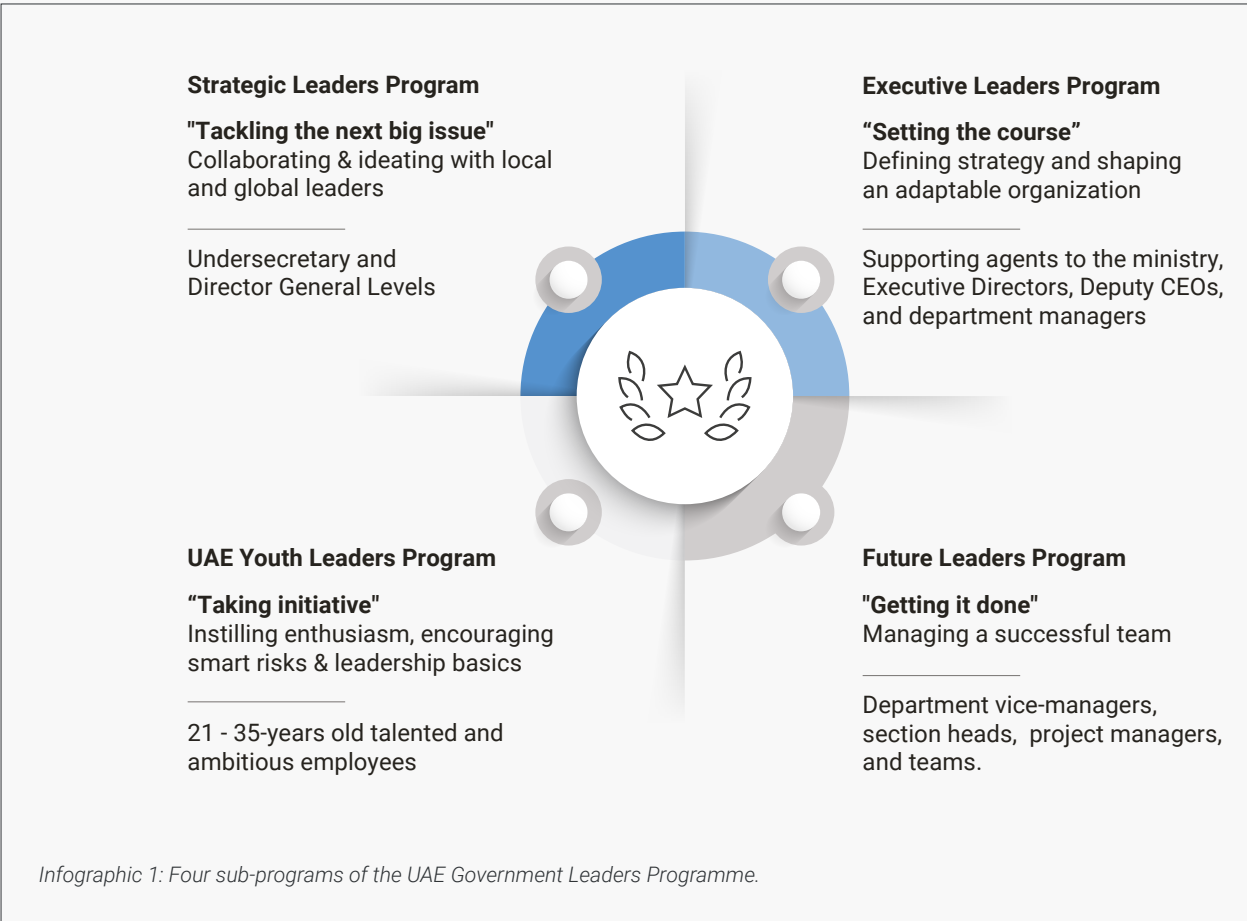 Strategic Leaders Program
"Tackling the next big issue"
Collaborating & ideating with local
and global leaders
Undersecretary and
Director General Levels
Executive Leaders Program
“Setting the course”
Defining strategy and shaping
an adaptable organization
Supporting agents to the ministry,
Executive Directors, Deputy CEOs,
and department managers
UAE Youth Leaders Program
“Taking initiative"
Instilling enthusiasm, encouraging
smart risks & leadership basics
21 - 35-years old talented and
ambitious employees
Future Leaders Program
"Getting it done"
Managing a successful team
Department vice-managers,
section heads,  project managers,
and teams.
Infographic 1: Four sub-programs of the UAE Government Leaders Programme.